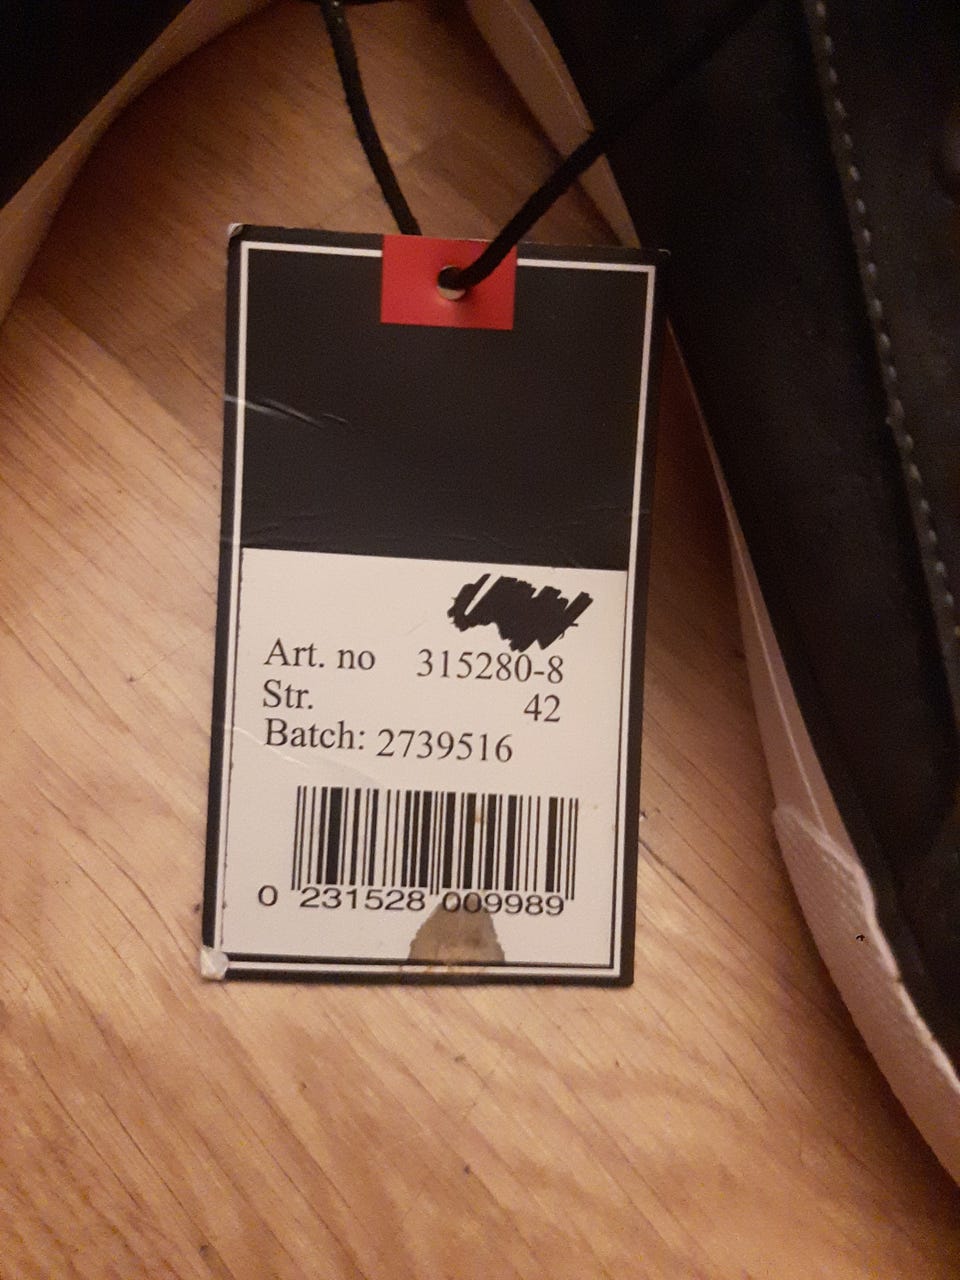 Art. no 315280-8
Str. 42
Batch: 2739516
0 231528 009989